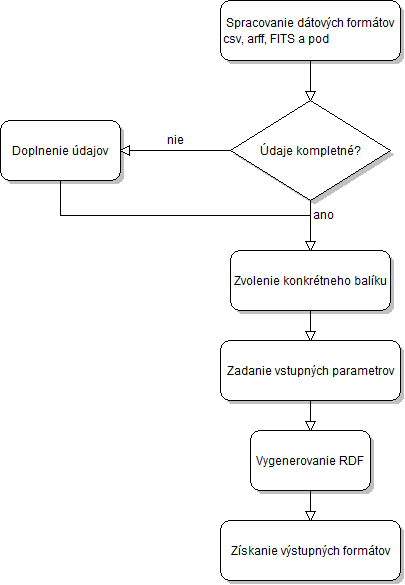 Spracovanie dátových formátov
csv, arff, FITS a pod
Údaje kompletné?
nie
Doplnenie údajov
ano
Zvolenie konkrétneho balíku
Zadanie vstupných parametrov
Vygenerovanie RDF
Získanie výstupných formátov